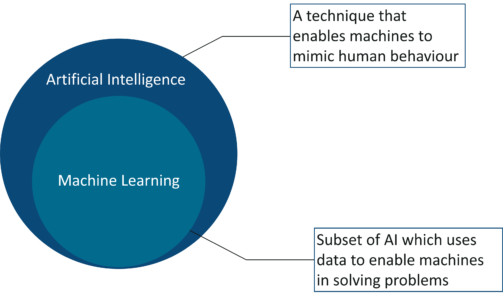 A technique that
enables machines to
mimic human behaviour
Artificial Intelligence
Machine Learning
Subset of AI which uses
data to enable machines
in solving problems